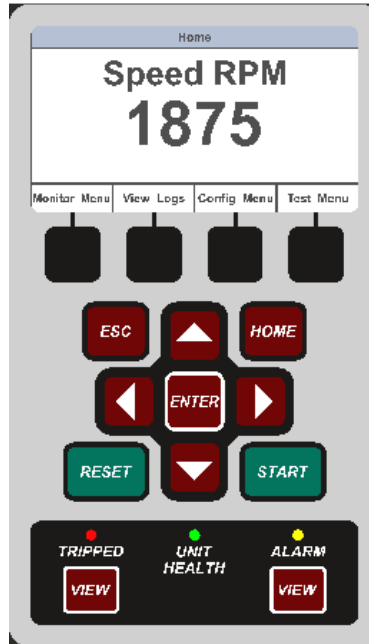 Home
Speed RPM
1875
Monitor Menu View Logs Config Menu Test Menu
ESC HOME
ENTER
RESET START
TRIPPED UNIT HEALTH ALARM
VIEW VIEW